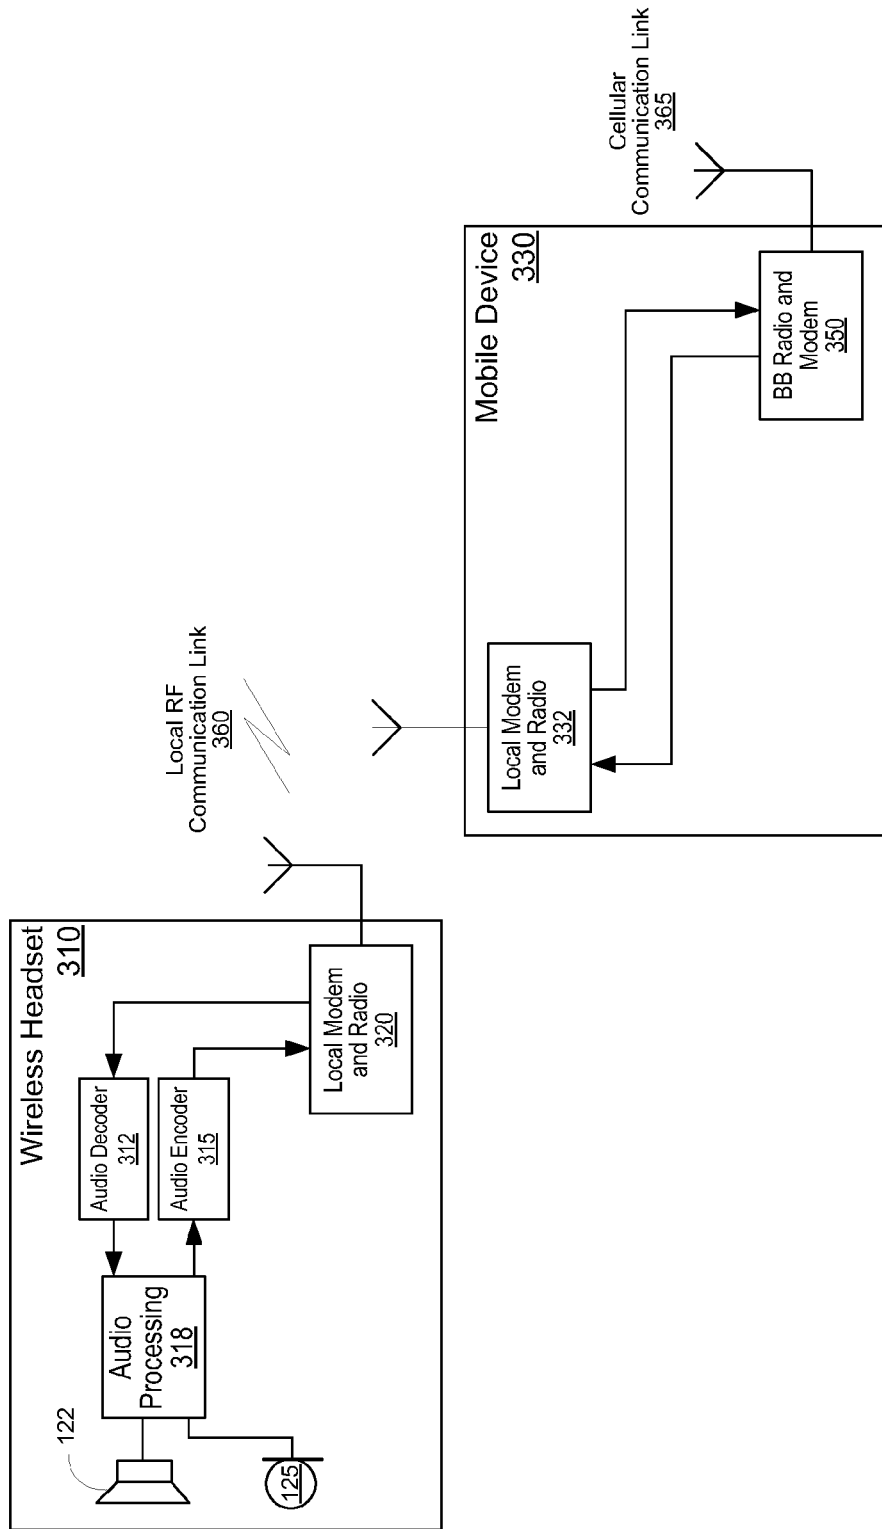 Wireless Headset
310
122
125
Audio
Processing
318
Audio Decoder
312
Audio Encoder
315
Local Modem
and Radio
320
Local RF
Communication Link
360
Mobile Device
330
Local Modem
and Radio
332
BB Radio and
Modem
350
Cellular
Communication Link
365